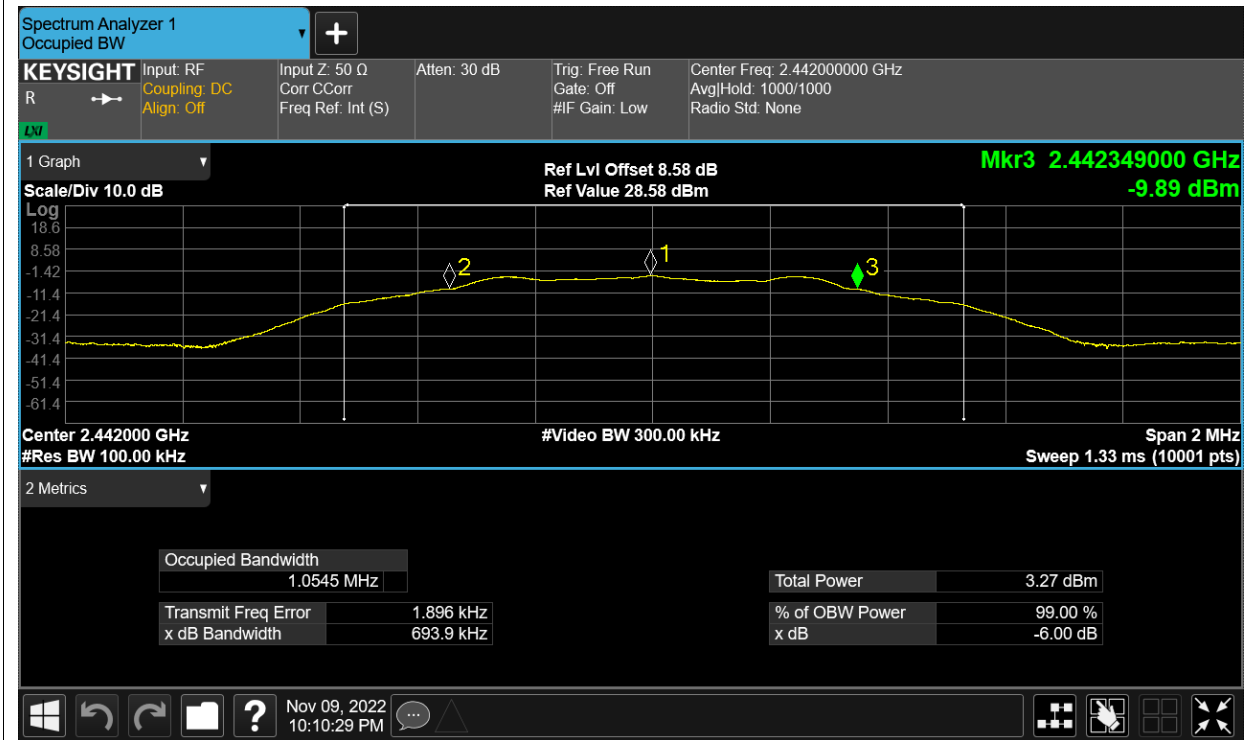 Spectrum Analyzer 1
Occupied BW
KEYSIGHT
R
LXI
Input: RF
Coupling: DC
Align: Off
Input Z: 50 Ω
Corr CCorr
Freq Ref: Int (S)
Atten: 30 dB
Trig: Free Run
Gate: Off
#IF Gain: Low
Center Freq: 2.442000000 GHz
Avg|Hold: 1000/1000
Radio Std: None
1 Graph
Scale/Div 10.0 dB
Ref Lvl Offset 8.58 dB
Ref Value 28.58 dBm
Mkr3 2.442349000 GHz
-9.89 dBm
Log
18.6
8.58
-1.42
-11.4
-21.4
-31.4
-41.4
-51.4
-61.4
2
1
3
Center 2.442000 GHz
#Video BW 300.00 kHz
Span 2 MHz
#Res BW 100.00 kHz
Sweep 1.33 ms (10001 pts)
2 Metrics
Occupied Bandwidth
1.0545 MHz
Total Power 3.27 dBm
Transmit Freq Error 1.896 kHz
% of OBW Power 99.00 %
x dB Bandwidth 693.9 kHz
x dB -6.00 dB
?
Nov 09, 2022
10:10:29 PM